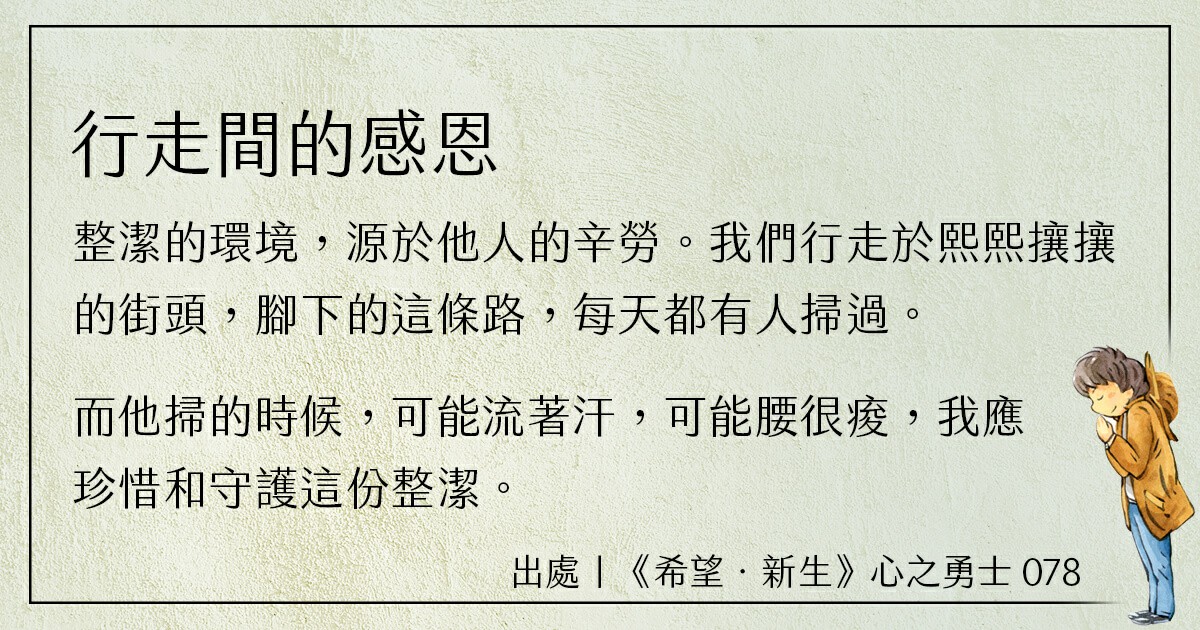 行走間的感恩
整潔的環境，源於他人的辛勞。我們行走於熙熙攘攘
的街頭，腳下的這條路，每天都有人掃過。
而他掃的時候，可能流著汗，可能腰很痠，我應
珍惜和守護這份整潔。
出處〡《希望．新生》心之勇士 078